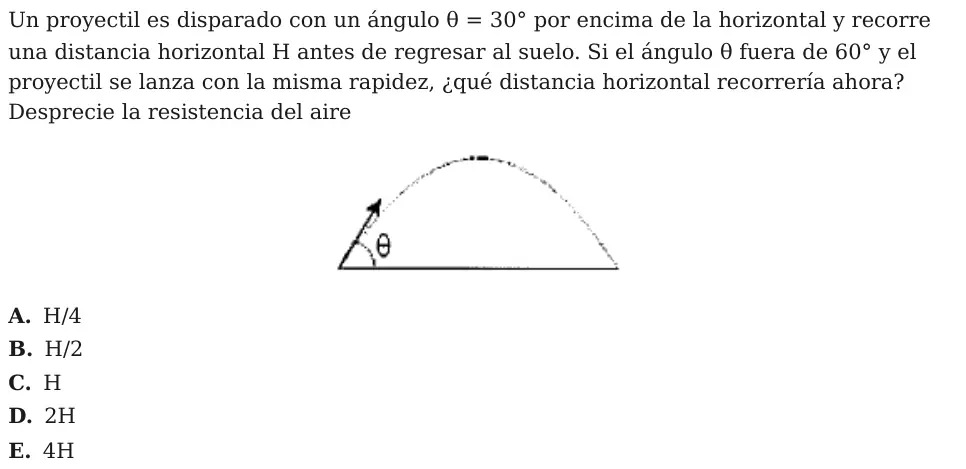 Un proyectil es disparado con un ángulo θ = 30° por encima de la horizontal y recorre
una distancia horizontal H antes de regresar al suelo. Si el ángulo θ fuera de 60° y el
proyectil se lanza con la misma rapidez, ¿qué distancia horizontal recorrería ahora?
Desprecie la resistencia del aire
θ
A. H/4
B. H/2
C. H
D. 2H
E. 4H